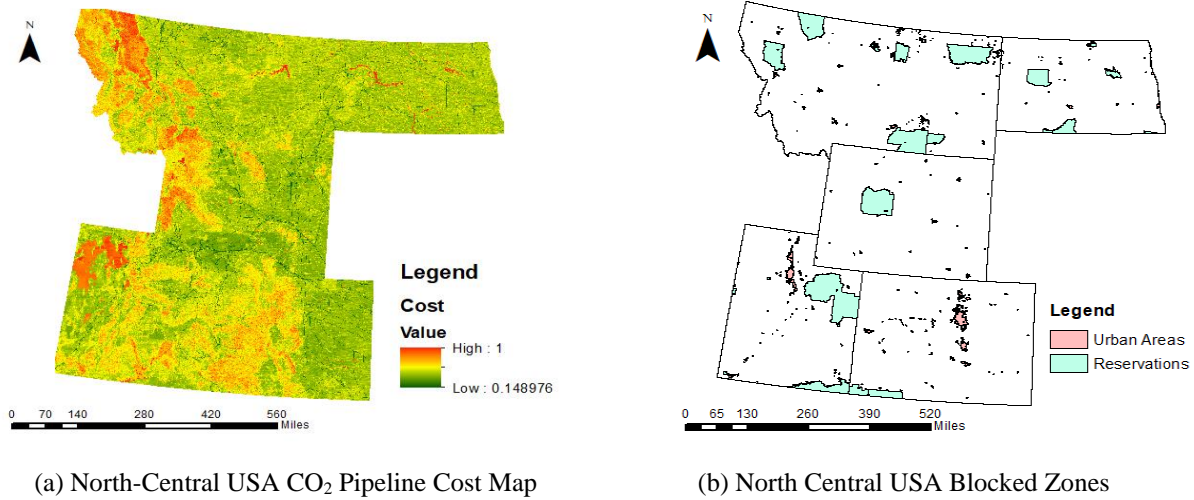 N
Legend
Cost
Value
High : 1
Low : 0.148976
0 70 140 280 420 560
Miles
(a) North-Central USA CO₂ Pipeline Cost Map
N
Legend
Urban Areas
Reservations
0 65 130 260 390 520
Miles
(b) North Central USA Blocked Zones